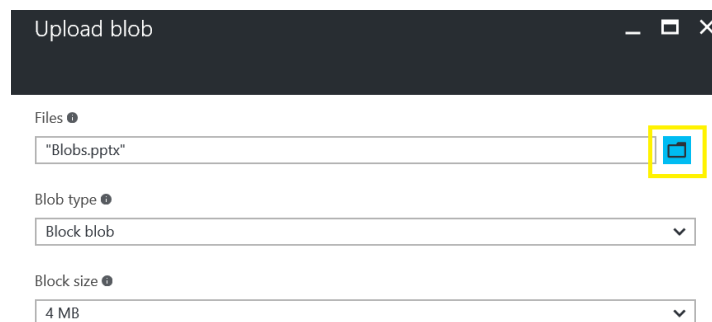 Upload blob
Files
"Blobs.pptx"
Blob type
Block blob
Block size
4 MB